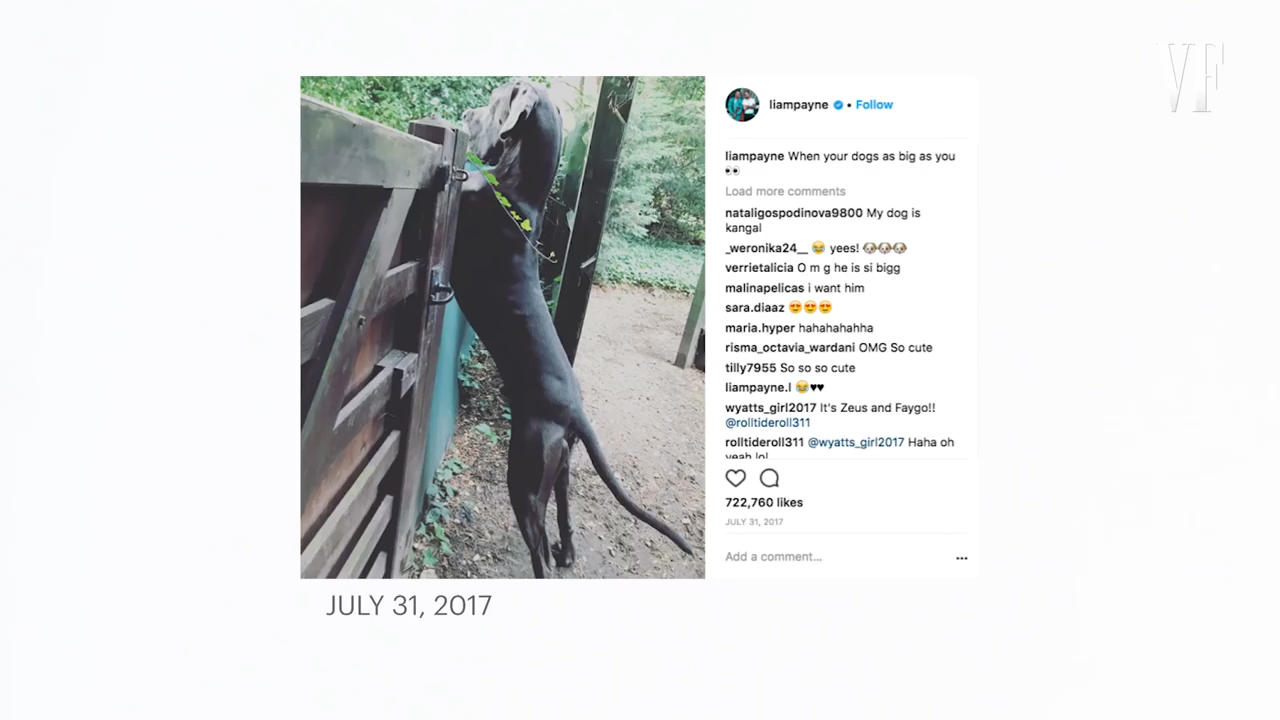 VF
liampayne • Follow
liampayne When your dogs as big as you
👀
Load more comments
nataligospodinova9800 My dog is
kangal
_weronika24__ 😂 yees! 🐶🐶🐶
verrietalicia O m g he is si bigg
malinapelicas i want him
sara.diaaz 😍😍😍
maria.hyper hahahahahha
risma_octavia_wardani OMG So cute
tilly7955 So so so cute
liampayne.l 😂♥♥
wyatts_girl2017 It's Zeus and Faygo!!
@rolltideroll311
rolltideroll311 @wyatts_girl2017 Haha oh
yeah lol
722,760 likes
JULY 31, 2017
Add a comment...
JULY 31, 2017